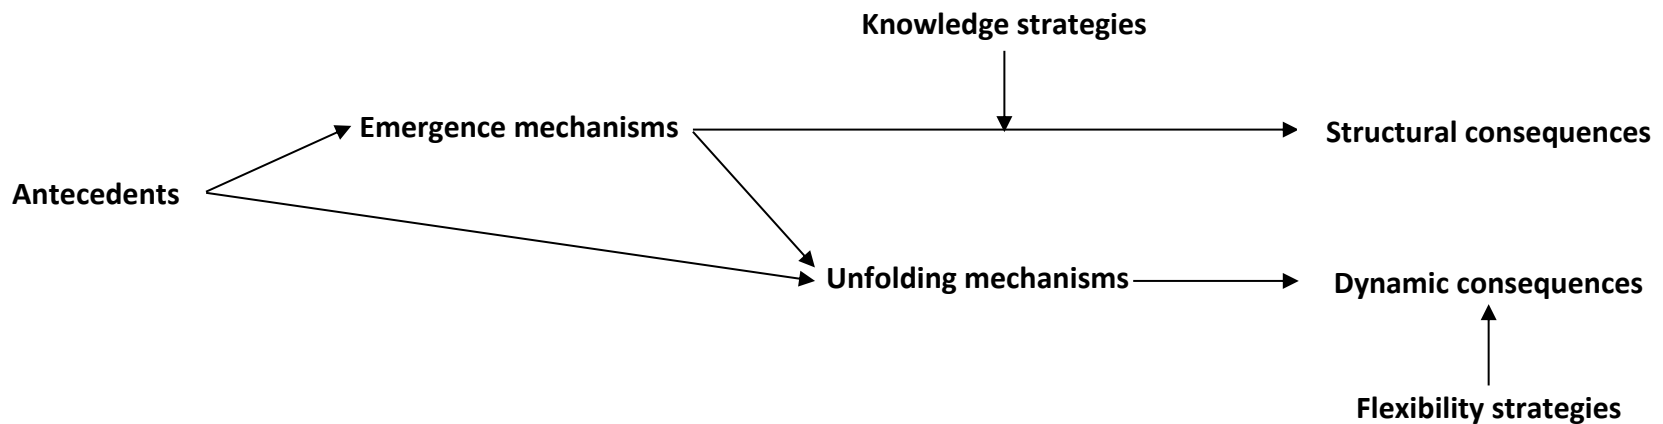 Knowledge strategies
Emergence mechanisms
Structural consequences
Antecedents
Unfolding mechanisms
Dynamic consequences
Flexibility strategies